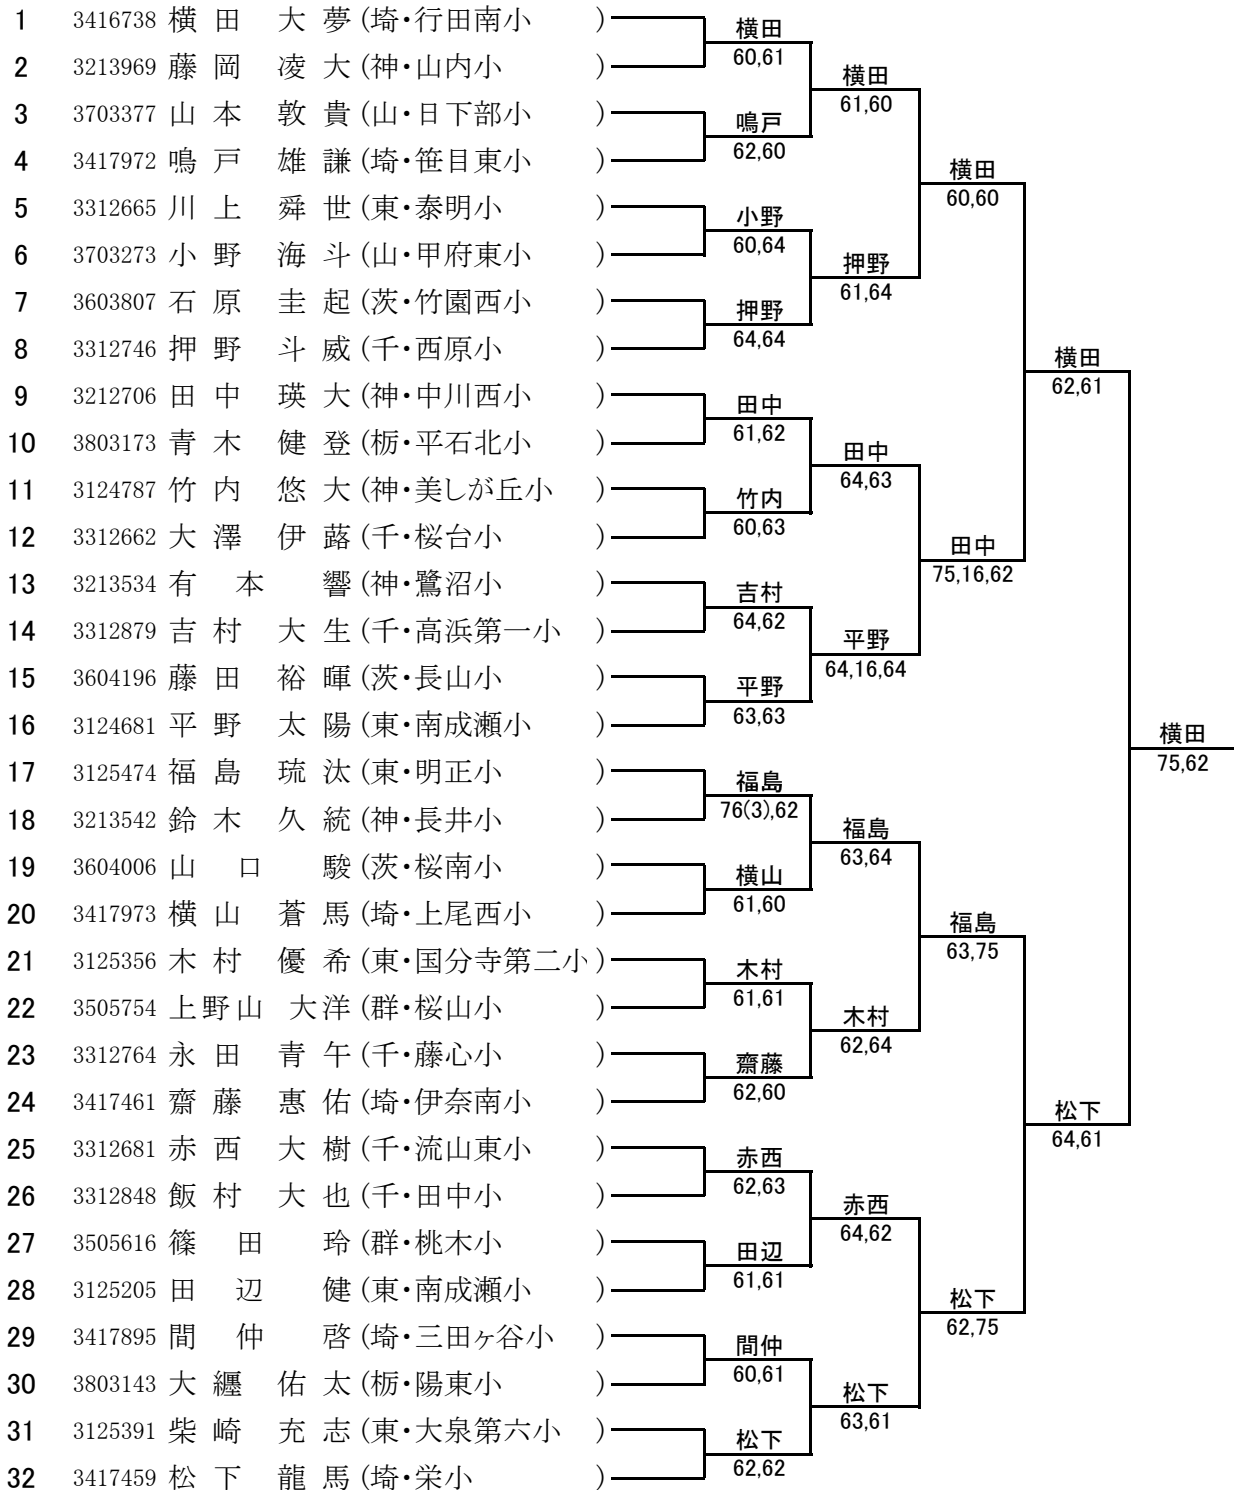 1 3416738 横田 大夢 (埼・行田南小 )
2 3213969 藤岡 凌大 (神・山内小 )
3 3703377 山本 敦貴 (山・日下部小 )
4 3417972 鳴戸 雄謙 (埼・笹目東小 )
5 3312665 川上 舜世 (東・泰明小 )
6 3703273 小野 海斗 (山・甲府東小 )
7 3603807 石原 圭起 (茨・竹園西小 )
8 3312746 押野 斗威 (千・西原小 )
9 3212706 田中 瑛大 (神・中川西小 )
10 3803173 青木 健登 (栃・平石北小 )
11 3124787 竹内 悠大 (神・美しが丘小 )
12 3312662 大澤 伊蕗 (千・桜台小 )
13 3213534 有本 響 (神・鷺沼小 )
14 3312879 吉村 大生 (千・高浜第一小 )
15 3604196 藤田 裕暉 (茨・長山小 )
16 3124681 平野 太陽 (東・南成瀬小 )
17 3125474 福島 琉汰 (東・明正小 )
18 3213542 鈴木 久統 (神・長井小 )
19 3604006 山口 駿 (茨・桜南小 )
20 3417973 横山 蒼馬 (埼・上尾西小 )
21 3125356 木村 優希 (東・国分寺第二小)
22 3505754 上野山 大洋 (群・桜山小 )
23 3312764 永田 青午 (千・藤心小 )
24 3417461 齋藤 惠佑 (埼・伊奈南小 )
25 3312681 赤西 大樹 (千・流山東小 )
26 3312848 飯村 大也 (千・田中小 )
27 3505616 篠田 玲 (群・桃木小 )
28 3125205 田辺 健 (東・南成瀬小 )
29 3417895 間仲 啓 (埼・三田ヶ谷小 )
30 3803143 大纒 佑太 (栃・陽東小 )
31 3125391 柴崎 充志 (東・大泉第六小 )
32 3417459 松下 龍馬 (埼・栄小 )
横田
60,61
鳴戸
62,60
小野
60,64
押野
64,64
田中
61,62
竹内
60,63
吉村
64,62
平野
63,63
福島
76(3),62
横山
61,60
木村
61,61
齋藤
62,60
赤西
62,63
田辺
61,61
間仲
60,61
松下
62,62
横田
61,60
押野
61,64
田中
64,63
平野
64,16,64
福島
63,64
木村
62,64
赤西
64,62
松下
63,61
横田
60,60
田中
75,16,62
福島
63,75
松下
62,75
横田
62,61
松下
64,61
横田
75,62